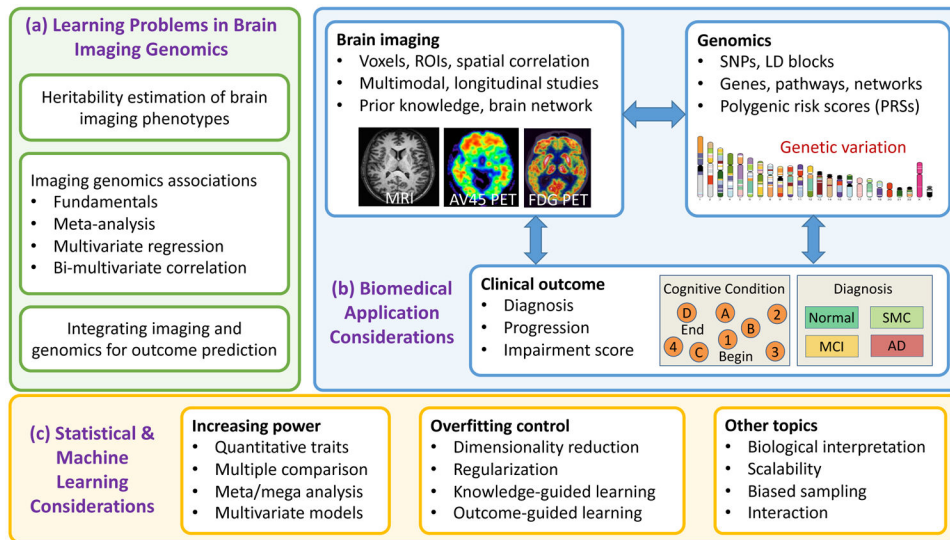 (a) Learning Problems in Brain
Imaging Genomics
Heritability estimation of brain
imaging phenotypes
Imaging genomics associations
• Fundamentals
• Meta-analysis
• Multivariate regression
• Bi-multivariate correlation
Integrating imaging and
genomics for outcome prediction
Brain imaging
• Voxels, ROIs, spatial correlation
• Multimodal, longitudinal studies
• Prior knowledge, brain network
MRI
AV45 PET
FDG PET
Genomics
• SNPs, LD blocks
• Genes, pathways, networks
• Polygenic risk scores (PRSs)
Genetic variation
(b) Biomedical
Application
Considerations
Clinical outcome
• Diagnosis
• Progression
• Impairment score
Cognitive Condition
D
A
2
End
B
4
C
1
3
Begin
Diagnosis
Normal
SMC
MCI
AD
(c) Statistical &
Machine
Learning
Considerations
Increasing power
• Quantitative traits
• Multiple comparison
• Meta/mega analysis
• Multivariate models
Overfitting control
• Dimensionality reduction
• Regularization
• Knowledge-guided learning
• Outcome-guided learning
Other topics
• Biological interpretation
• Scalability
• Biased sampling
• Interaction